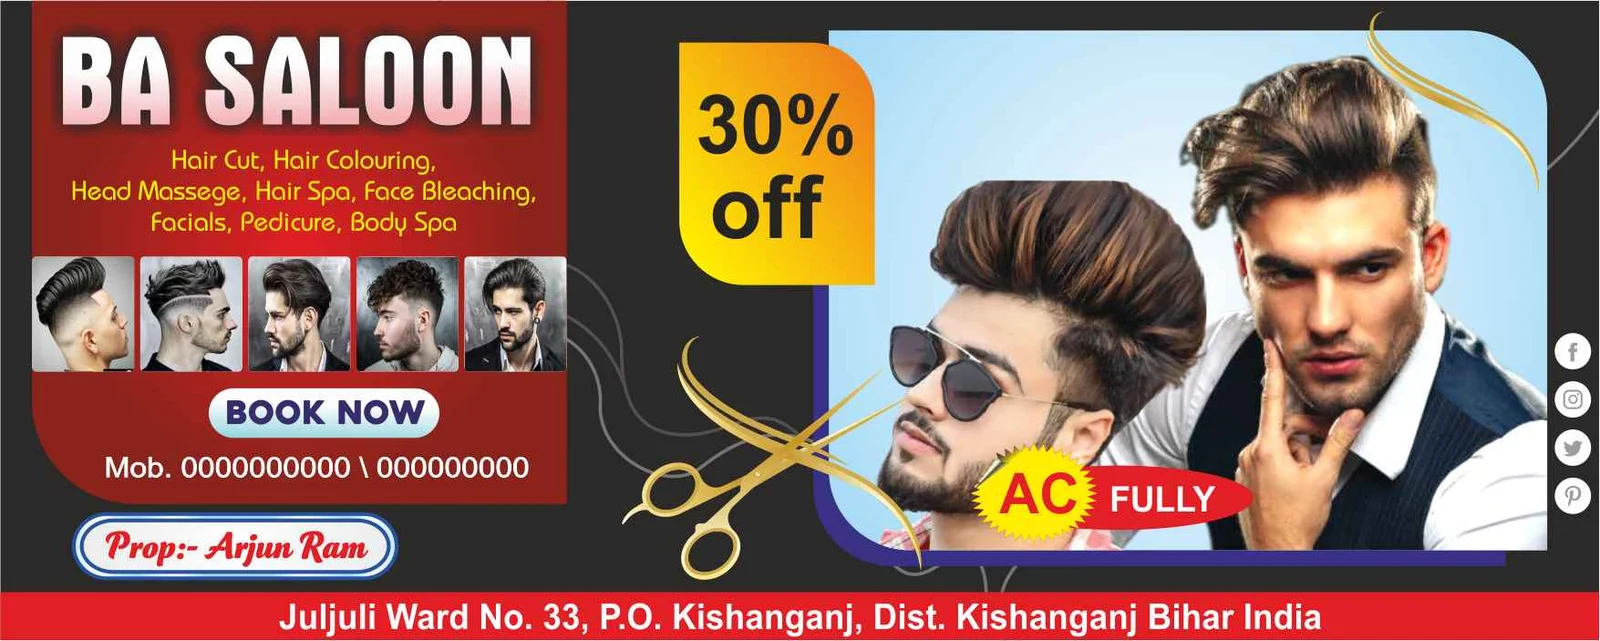 BA SALOON
Hair Cut, Hair Colouring,
Head Massege, Hair Spa, Face Bleaching,
Facials, Pedicure, Body Spa
BOOK NOW
Mob. 0000000000 \ 000000000
Prop:- Arjun Ram
30%
off
AC FULLY
Juljuli Ward No. 33, P.O. Kishanganj, Dist. Kishanganj Bihar India